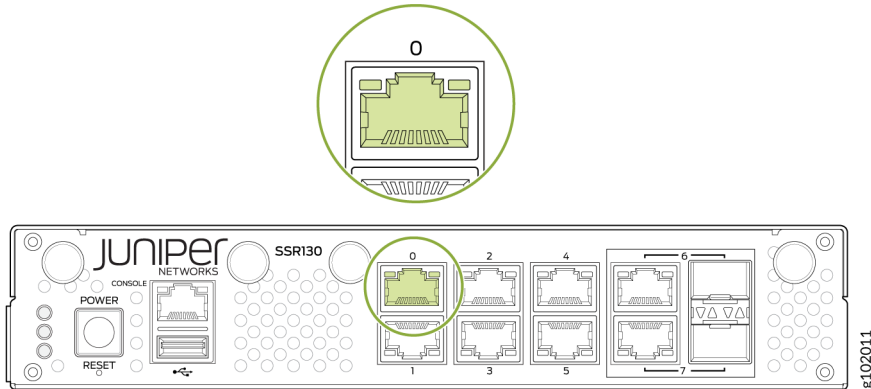 0
JUNIPER
NETWORKS
SSR130
CONSOLE
POWER
RESET
0
2
4
6
1
3
5
7
g102011